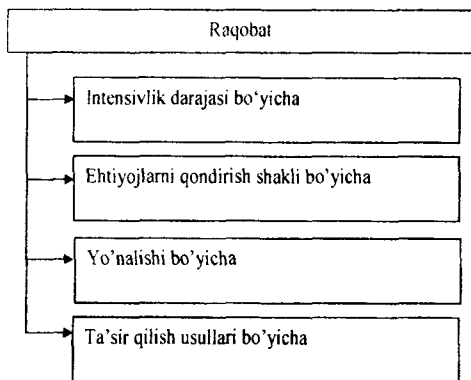 Raqobat
Intensivlik darajasi bo‘yicha
Ehtiyojlarni qondirish shakli bo‘yicha
Yo’nalishi bo‘yicha
Ta’sir qilish usullari bo‘yicha